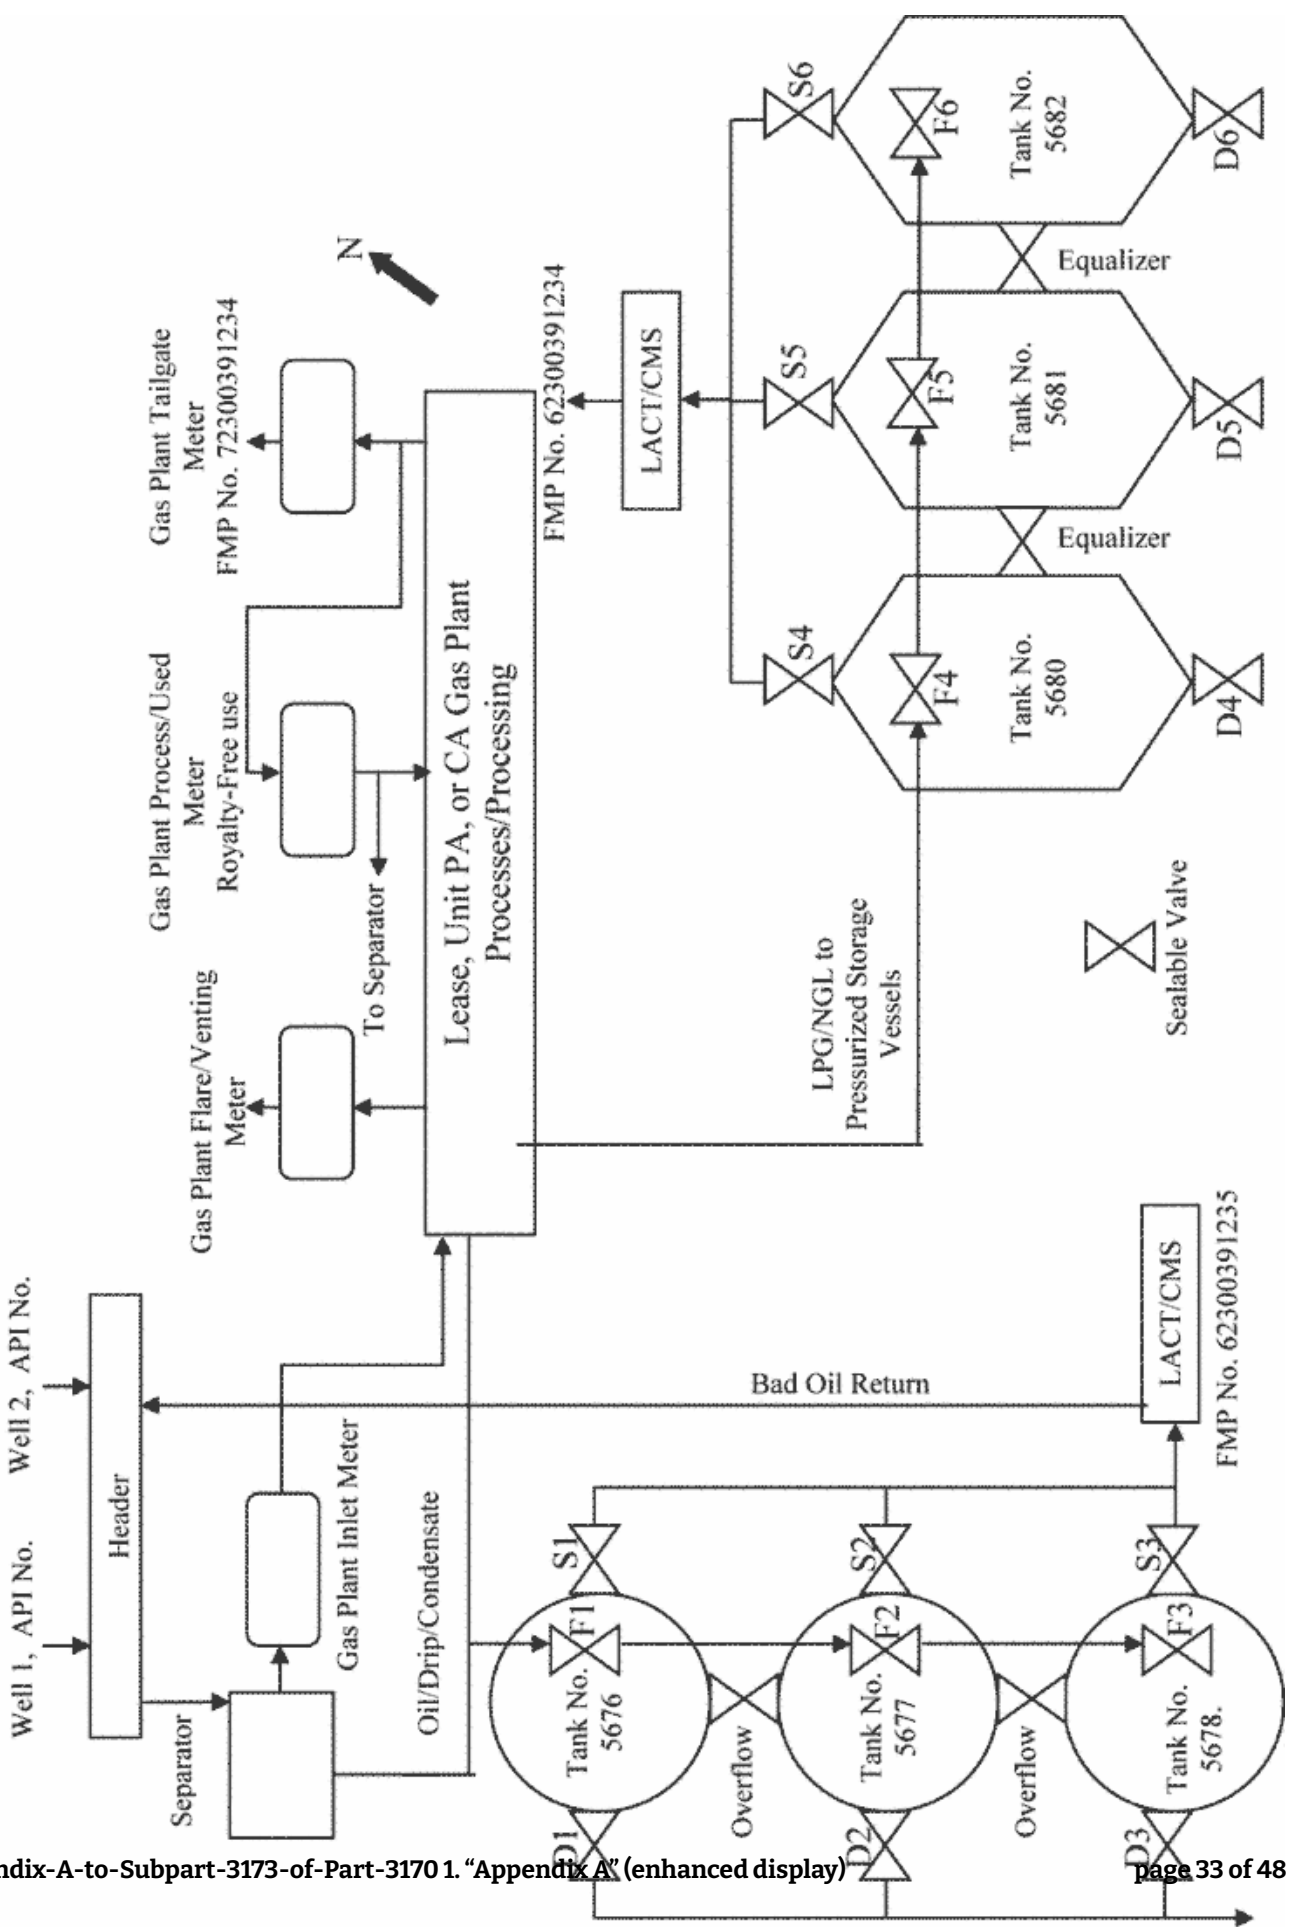 Well 1, API No.
Well 2, API No.
Header
Separator
Gas Plant Inlet Meter
Oil/Drip/Condensate
Gas Plant Flare/Venting
Meter
To Separator
Gas Plant Process/Used
Meter
Royalty-Free use
Gas Plant Tailgate
Meter
FMP No. 72300391234
N
Lease, Unit PA, or CA Gas Plant
Processes/Processing
FMP No. 62300391234
LACT/CMS
LPG/NGL to
Pressurized Storage
Vessels
S4
S5
S6
F4
F5
F6
Tank No.
5680
Tank No.
5681
Tank No.
5682
Equalizer
Equalizer
D4
D5
D6
Sealable Valve
Bad Oil Return
LACT/CMS
FMP No. 62300391235
S1
S2
S3
F1
F2
F3
Tank No.
5676
Tank No.
5677
Tank No.
5678.
Overflow
Overflow
D1
D2
D3
ndix-A-to-Subpart-3173-of-Part-3170 1. “Appendix A” (enhanced display)
page 33 of 48